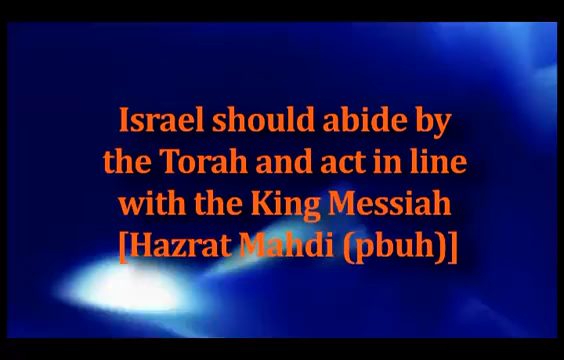 Israel should abide by
the Torah and act in line
with the King Messiah
[Hazrat Mahdi (pbuh)]